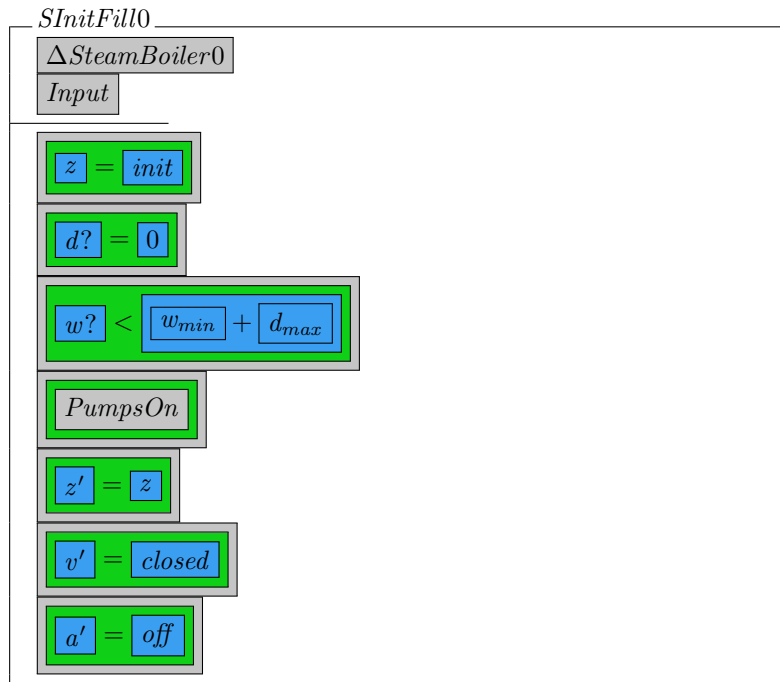 SInitFill0
ΔSteamBoiler0
Input
z = init
d? = 0
w? < w_min + d_max
PumpsOn
z′ = z
v′ = closed
a′ = off